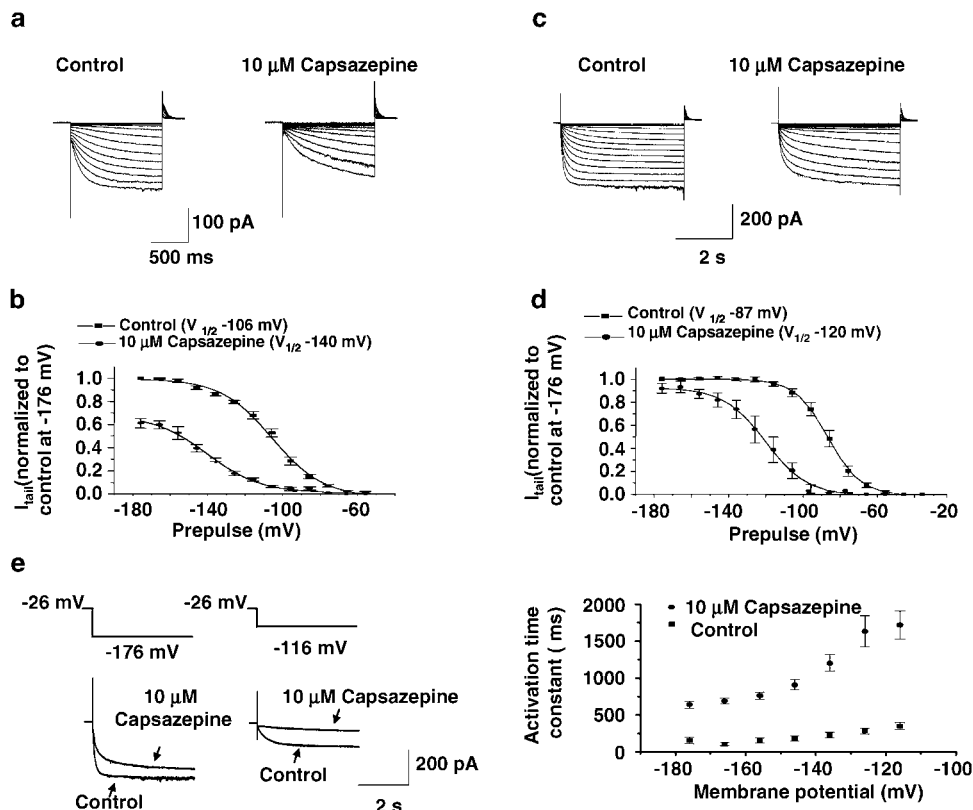 a
Control
10 μM Capsazepine
100 pA
500 ms
c
Control
10 μM Capsazepine
200 pA
2 s
b
Control (V 1/2 -106 mV)
10 μM Capsazepine (V1/2 -140 mV)
Itail(normalized to
control at -176 mV)
1.0
0.8
0.6
0.4
0.2
0.0
-180
-140
-100
-60
Prepulse (mV)
d
Control (V 1/2 -87 mV)
10 μM Capsazepine (V1/2 -120 mV)
Itail(normalized to
control at -176 mV)
1.0
0.8
0.6
0.4
0.2
0.0
-180
-140
-100
-60
-20
Prepulse (mV)
e
-26 mV
-176 mV
-26 mV
-116 mV
10 μM
Capsazepine
Control
10 μM Capsazepine
Control
200 pA
2 s
Activation time
constant ( ms)
2000
1500
1000
500
0
10 μM Capsazepine
Control
-180
-160
-140
-120
-100
Membrane potential (mV)